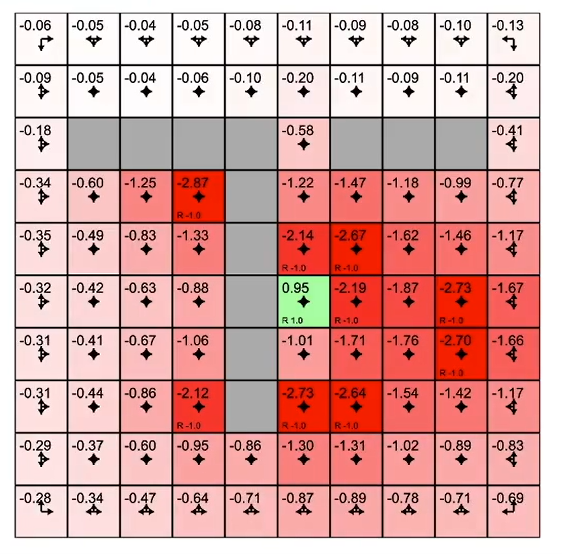 -0.06 -0.05 -0.04 -0.05 -0.08 -0.11 -0.09 -0.08 -0.10 -0.13
-0.09 -0.05 -0.04 -0.06 -0.10 -0.20 -0.11 -0.09 -0.11 -0.20
-0.18 -0.58 -0.41
-0.34 -0.60 -1.25 -2.87 -1.22 -1.47 -1.18 -0.99 -0.77
R -1.0
-0.35 -0.49 -0.83 -1.33 -2.14 -2.67 -1.62 -1.46 -1.17
R -1.0 R -1.0
-0.32 -0.42 -0.63 -0.88 0.95 -2.19 -1.87 -2.73 -1.67
R 1.0 R -1.0 R -1.0
-0.31 -0.41 -0.67 -1.06 -1.01 -1.71 -1.76 -2.70 -1.66
R -1.0
-0.31 -0.44 -0.86 -2.12 -2.73 -2.64 -1.54 -1.42 -1.17
R -1.0 R -1.0 R -1.0
-0.29 -0.37 -0.60 -0.95 -0.86 -1.30 -1.31 -1.02 -0.89 -0.83
-0.28 -0.34 -0.47 -0.64 -0.71 -0.87 -0.89 -0.78 -0.71 -0.69